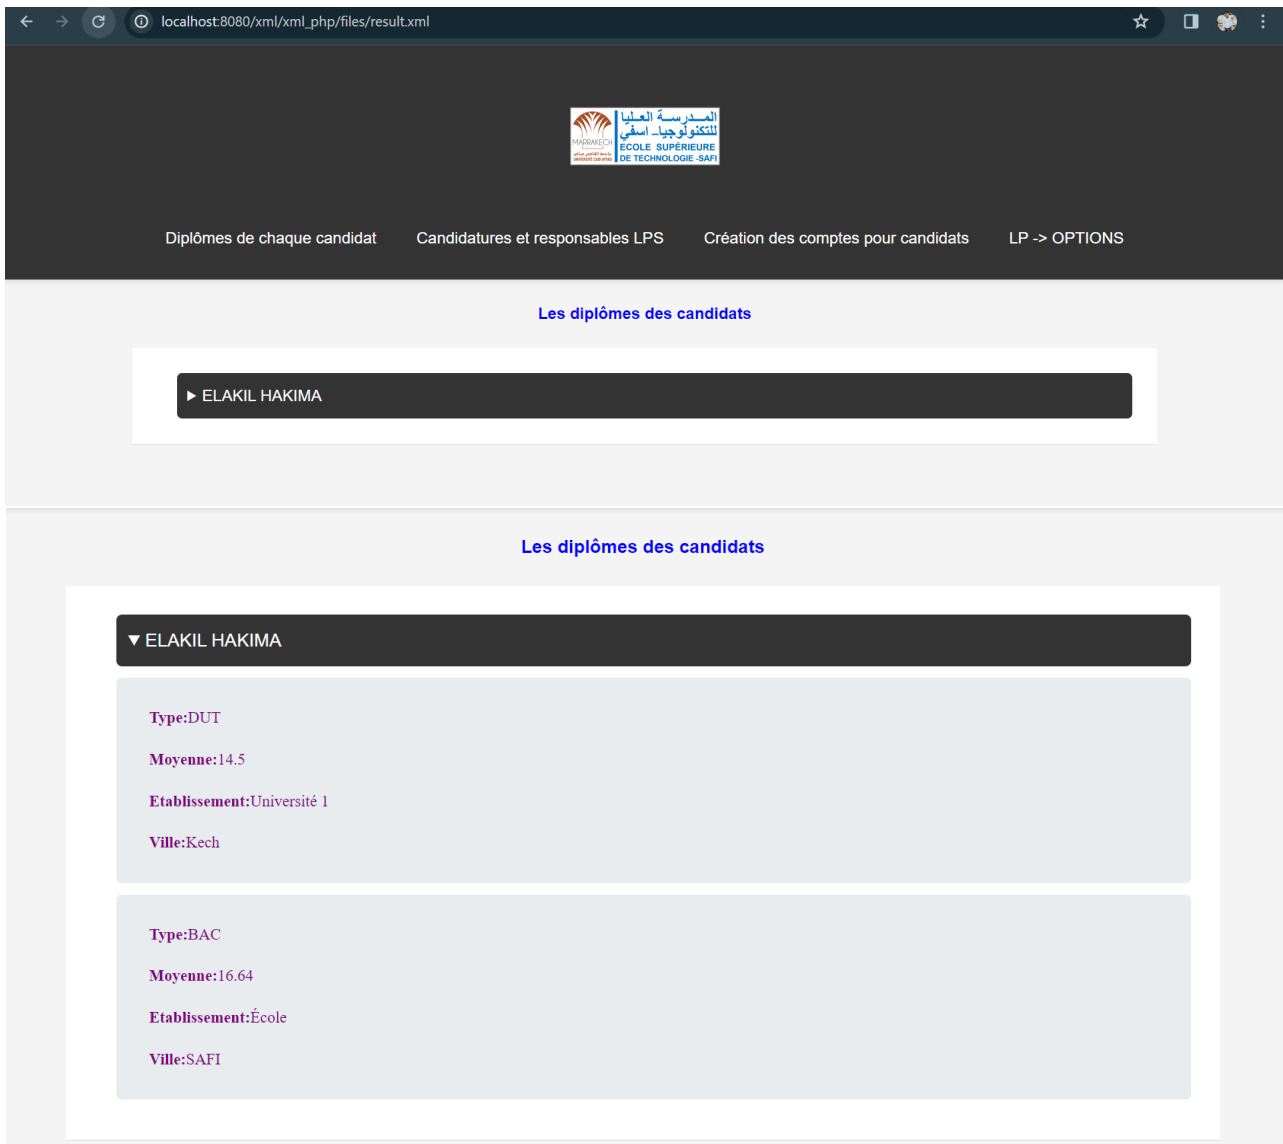 localhost:8080/xml/xml_php/files/result.xml
المدرسة العليا
للتكنولوجيا - اسفي
MARRAKECH
ECOLE SUPÉRIEURE
DE TECHNOLOGIE -SAFI
Diplômes de chaque candidat Candidatures et responsables LPS Création des comptes pour candidats LP -> OPTIONS
Les diplômes des candidats
▶ ELAKIL HAKIMA
Les diplômes des candidats
▼ ELAKIL HAKIMA
Type:DUT
Moyenne:14.5
Etablissement:Université 1
Ville:Kech
Type:BAC
Moyenne:16.64
Etablissement:École
Ville:SAFI